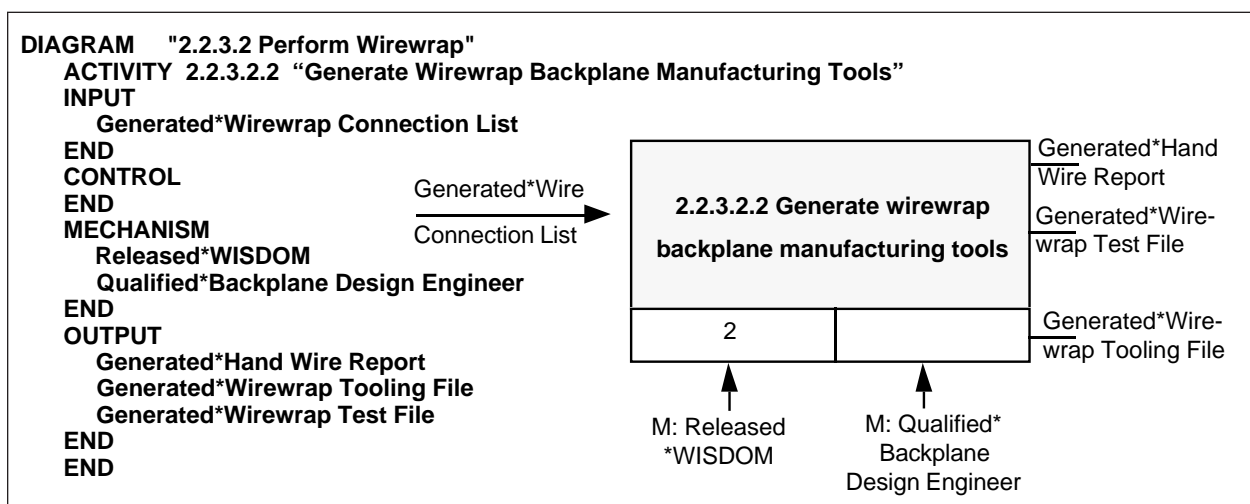 DIAGRAM "2.2.3.2 Perform Wirewrap"
ACTIVITY 2.2.3.2.2 “Generate Wirewrap Backplane Manufacturing Tools”
INPUT
Generated*Wirewrap Connection List
END
CONTROL
END
MECHANISM
Released*WISDOM
Qualified*Backplane Design Engineer
END
OUTPUT
Generated*Hand Wire Report
Generated*Wirewrap Tooling File
Generated*Wirewrap Test File
END
END
Generated*Wire
Connection List
2.2.3.2.2 Generate wirewrap
backplane manufacturing tools
2
Generated*Hand
Wire Report
Generated*Wire-
wrap Test File
Generated*Wire-
wrap Tooling File
M: Released
*WISDOM
M: Qualified*
Backplane
Design Engineer